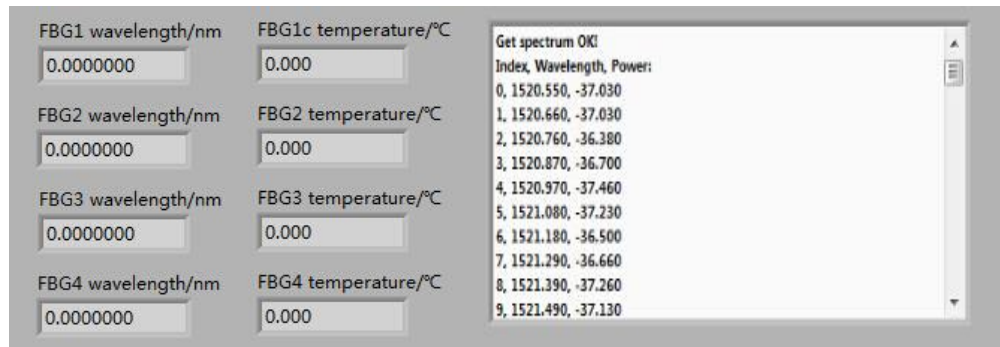 FBG1 wavelength/nm
0.0000000
FBG1c temperature/℃
0.000
FBG2 wavelength/nm
0.0000000
FBG2 temperature/℃
0.000
FBG3 wavelength/nm
0.0000000
FBG3 temperature/℃
0.000
FBG4 wavelength/nm
0.0000000
FBG4 temperature/℃
0.000
Get spectrum OK!
Index, Wavelength, Power:
0, 1520.550, -37.030
1, 1520.660, -37.030
2, 1520.760, -36.380
3, 1520.870, -36.700
4, 1520.970, -37.460
5, 1521.080, -37.230
6, 1521.180, -36.500
7, 1521.290, -36.660
8, 1521.390, -37.260
9, 1521.490, -37.130